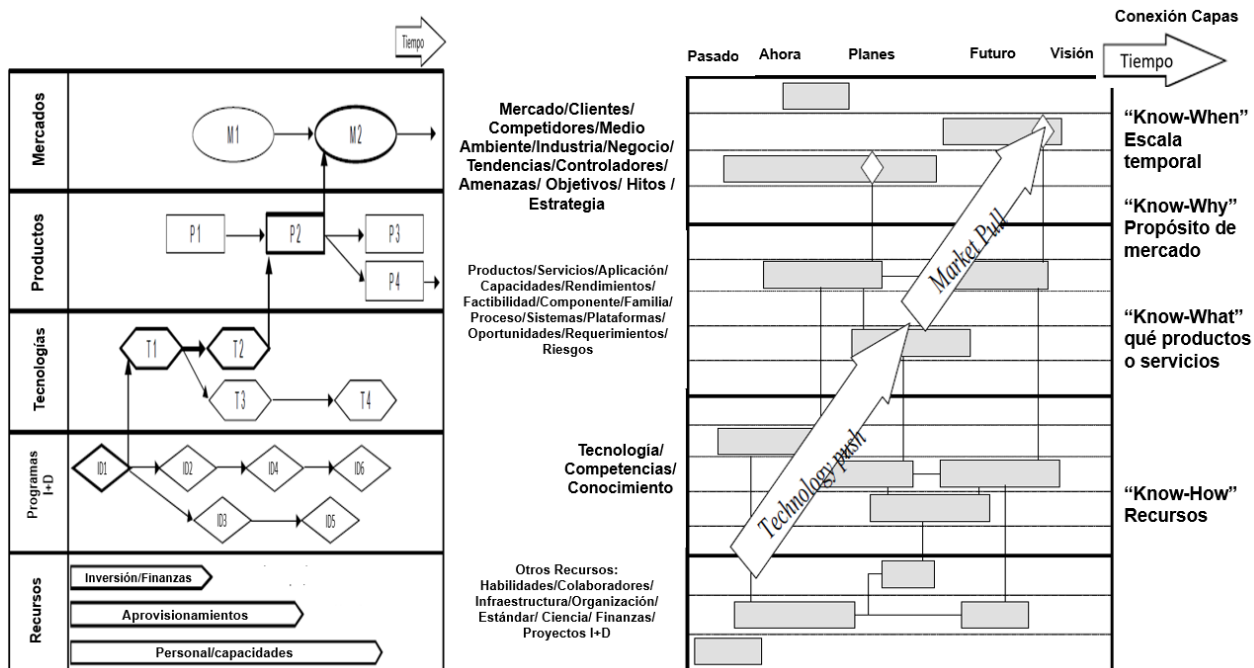 Tiempo
Mercados
M1
M2
Productos
P1
P2
P3
P4
Tecnologías
T1
T2
T3
T4
Programas
I+D
ID1
ID2
ID4
ID6
ID3
ID5
Recursos
Inversión/Finanzas
Aprovisionamientos
Personal/capacidades
Mercado/Clientes/
Competidores/Medio
Ambiente/Industria/Negocio/
Tendencias/Controladores/
Amenazas/ Objetivos/ Hitos /
Estrategia
Productos/Servicios/Aplicación/
Capacidades/Rendimientos/
Factibilidad/Componente/Familia/
Proceso/Sistemas/Plataformas/
Oportunidades/Requerimientos/
Riesgos
Tecnología/
Competencias/
Conocimiento
Otros Recursos:
Habilidades/Colaboradores/
Infraestructura/Organización/
Estándar/ Ciencia/ Finanzas/
Proyectos I+D
Pasado
Ahora
Planes
Futuro
Visión
Market Pull
Technology push
Conexión Capas
Tiempo
“Know-When”
Escala
temporal
“Know-Why”
Propósito de
mercado
“Know-What”
qué productos
o servicios
“Know-How”
Recursos